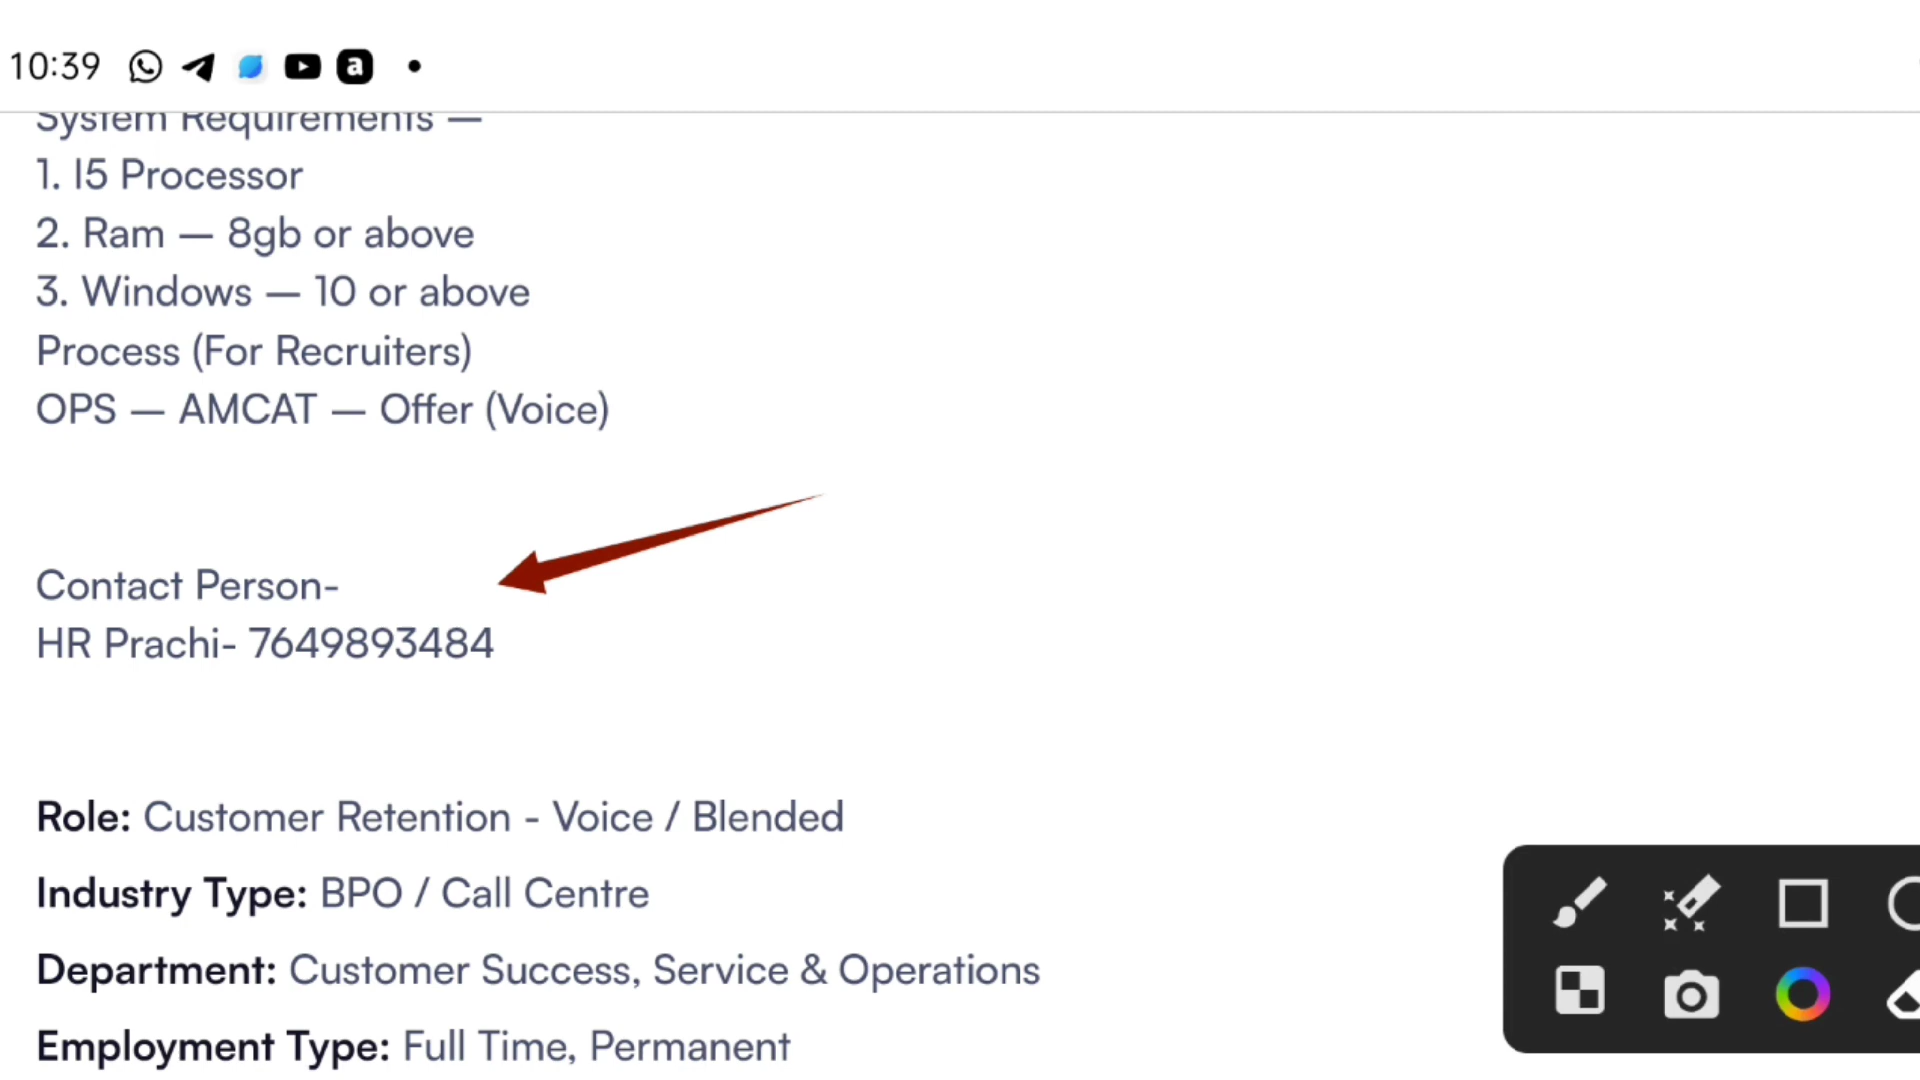 10:39
System Requirements —
1. I5 Processor
2. Ram — 8gb or above
3. Windows — 10 or above
Process (For Recruiters)
OPS — AMCAT — Offer (Voice)
Contact Person-
HR Prachi- 7649893484
Role: Customer Retention - Voice / Blended
Industry Type: BPO / Call Centre
Department: Customer Success, Service & Operations
Employment Type: Full Time, Permanent